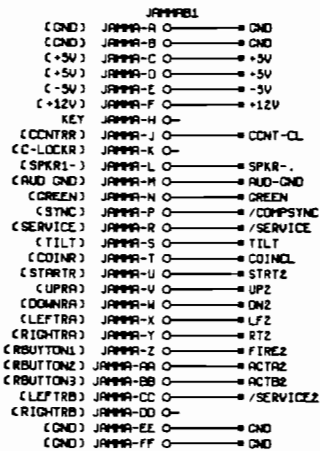 JAMMAB1
(GND) JAMMA-A GND
(GND) JAMMA-B GND
(+5V) JAMMA-C +5V
(+5V) JAMMA-D +5V
(-5V) JAMMA-E -5V
(+12V) JAMMA-F +12V
KEY JAMMA-H
(CCNTRR) JAMMA-J CCNT-CL
(C-LOCKR) JAMMA-K
(SPKR1-) JAMMA-L SPKR-.
(AUD GND) JAMMA-M AUD-GND
(GREEN) JAMMA-N GREEN
(SYNC) JAMMA-P /COMPSYNC
(SERVICE) JAMMA-R /SERVICE
(TILT) JAMMA-S TILT
(COINR) JAMMA-T COINCL
(STARTR) JAMMA-U STRT2
(UPRA) JAMMA-V UP2
(DOWNRA) JAMMA-W DN2
(LEFTRA) JAMMA-X LF2
(RIGHTRA) JAMMA-Y RT2
(RBUTTON1) JAMMA-Z FIRE2
(RBUTTON2) JAMMA-AA ACTA2
(RBUTTON3) JAMMA-BB ACTB2
(LEFTRB) JAMMA-CC /SERVICE2
(RIGHTRB) JAMMA-DD
(GND) JAMMA-EE GND
(GND) JAMMA-FF GND